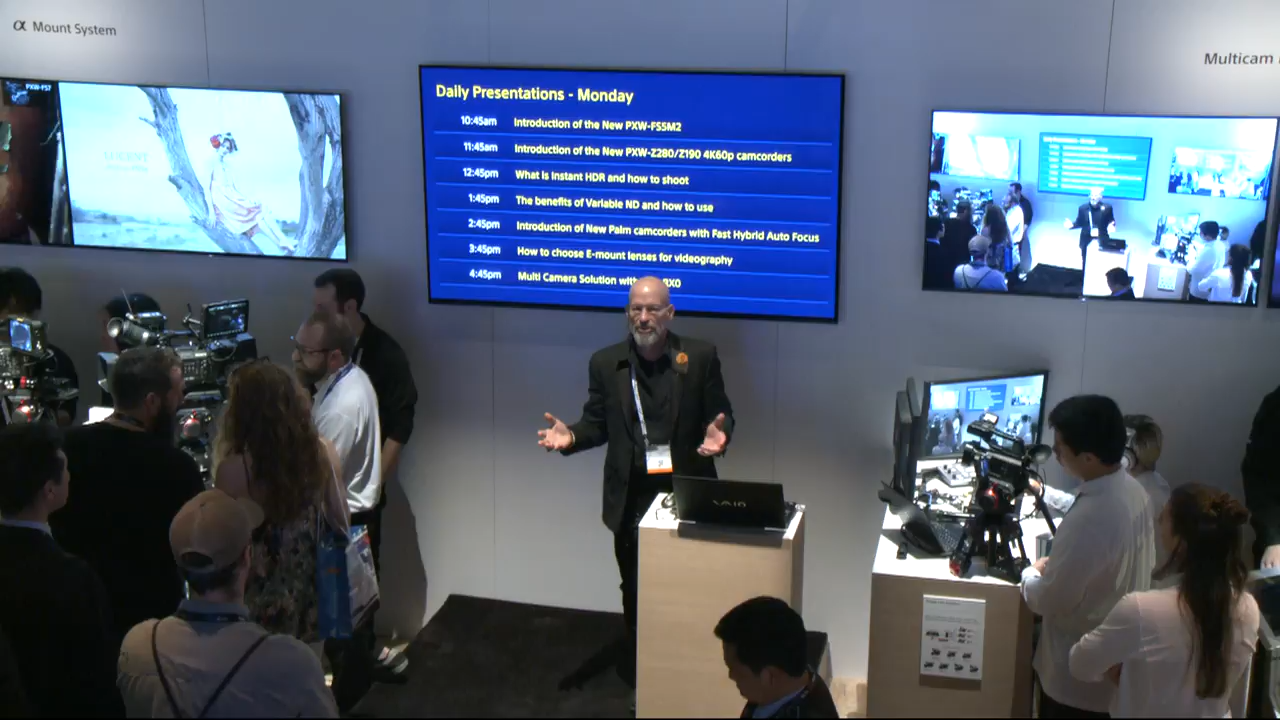 α Mount System
Multicam
PXW-FS7
Daily Presentations - Monday
10:45am Introduction of the New PXW-FS5M2
11:45am Introduction of the New PXW-Z280/Z190 4K60p camcorders
12:45pm What is Instant HDR and how to shoot
1:45pm The benefits of Variable ND and how to use
2:45pm Introduction of New Palm camcorders with Fast Hybrid Auto Focus
3:45pm How to choose E-mount lenses for videography
4:45pm Multi Camera Solution with
VAIO